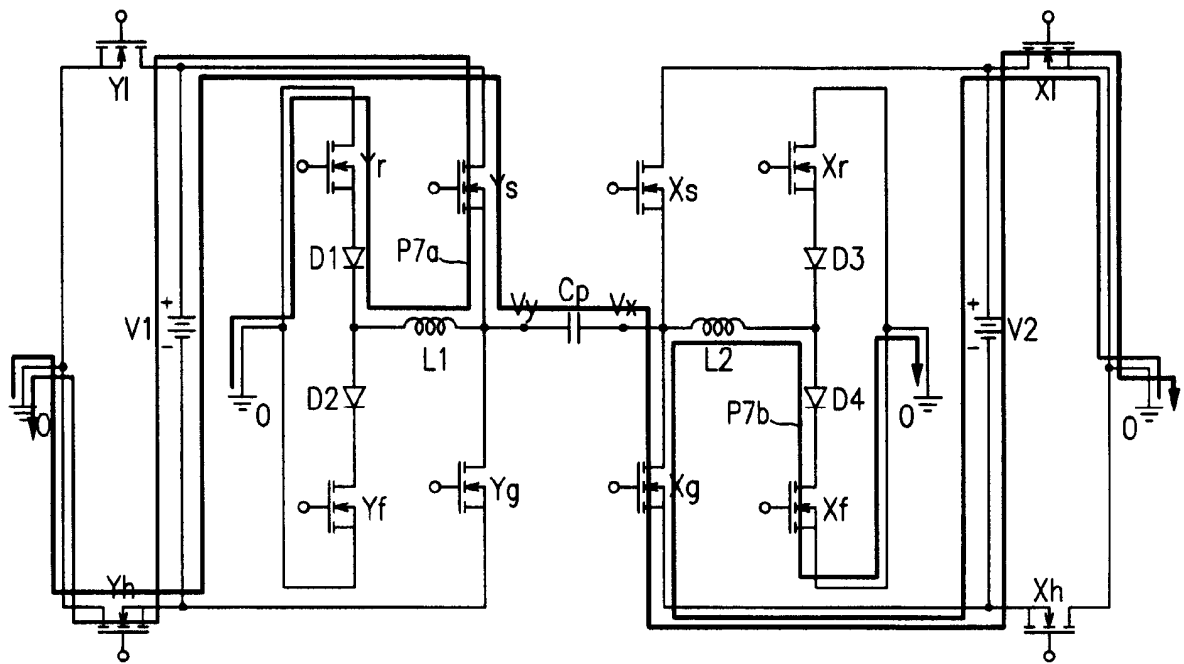 Yl
Xl
Yr
Ys
Xs
Xr
P7a
D1
D3
Cp
Vy
Vx
+
V1
-
+
V2
-
L1
L2
D2
D4
0
0
0
0
P7b
Yf
Yg
Xg
Xf
Yh
Xh